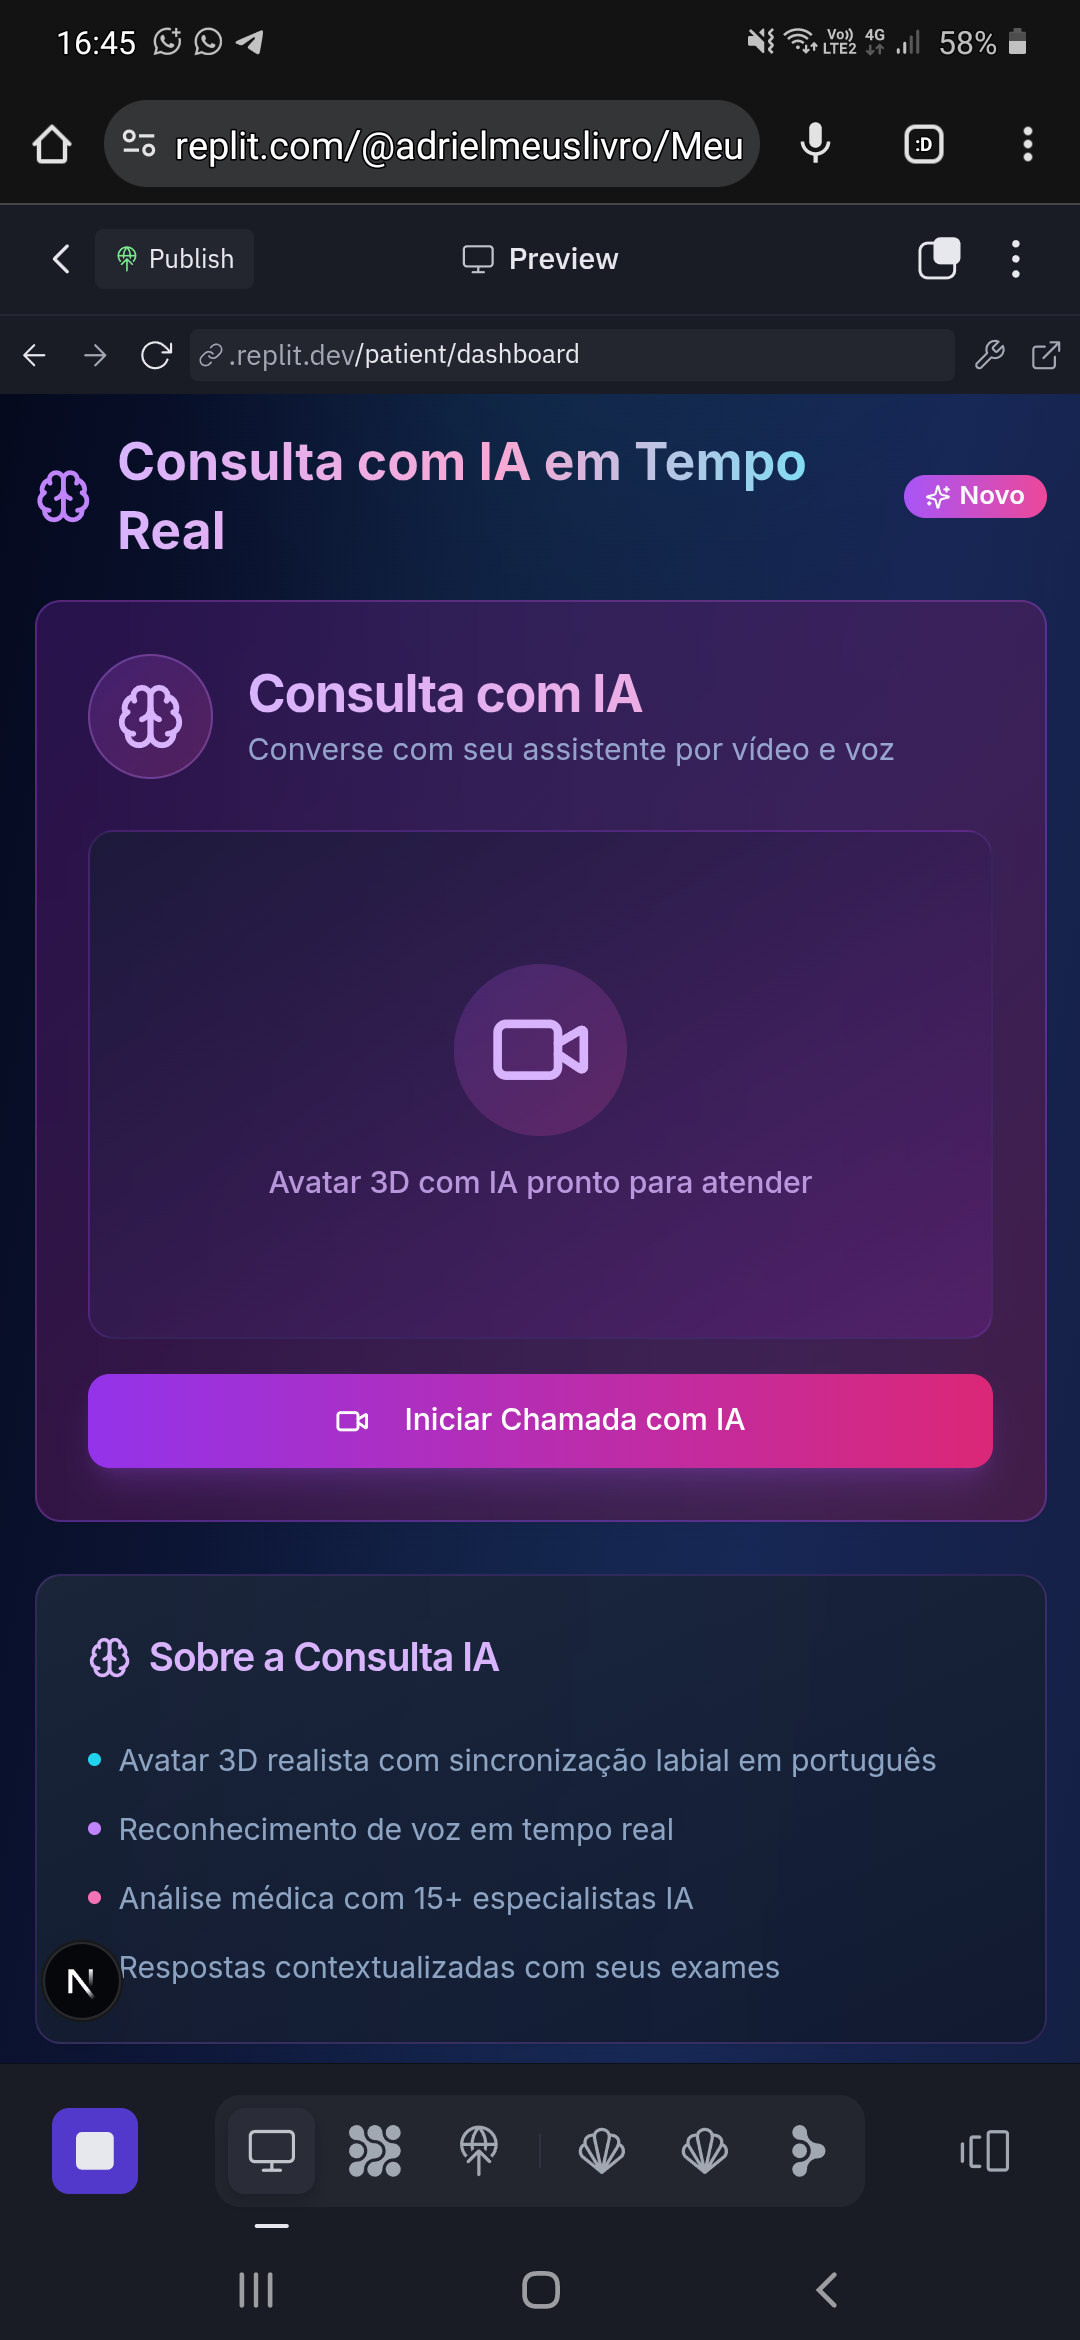 16:45
Vo))
LTE2
4G
58%
replit.com/@adrielmeuslivro/Meu
:D
Publish
Preview
.replit.dev/patient/dashboard
Consulta com IA em Tempo
Real
Novo
Consulta com IA
Converse com seu assistente por vídeo e voz
Avatar 3D com IA pronto para atender
Iniciar Chamada com IA
Sobre a Consulta IA
Avatar 3D realista com sincronização labial em português
Reconhecimento de voz em tempo real
Análise médica com 15+ especialistas IA
Respostas contextualizadas com seus exames
N